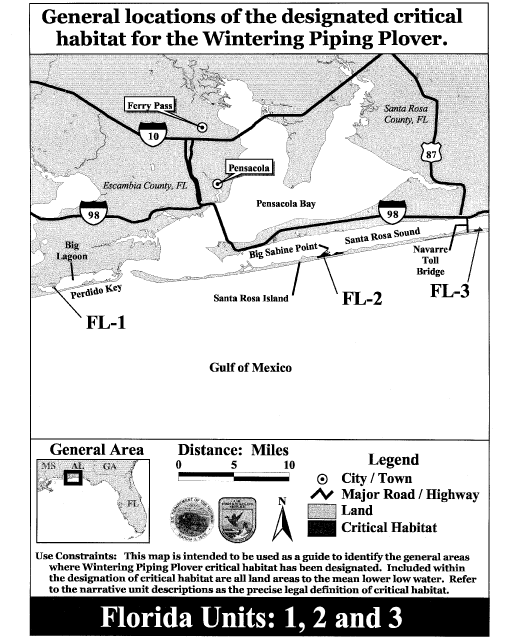 General locations of the designated critical
habitat for the Wintering Piping Plover.
Ferry Pass
Santa Rosa
County, FL
10
87
Pensacola
Escambia County, FL
Pensacola Bay
98
98
Big
Lagoon
Big Sabine Point
Santa Rosa Sound
Navarre
Toll
Bridge
Perdido Key
Santa Rosa Island
FL-1
FL-2
FL-3
Gulf of Mexico
General Area
MS AL GA
FL
Distance: Miles
0 5 10
N
Legend
City / Town
Major Road / Highway
Land
Critical Habitat
Use Constraints: This map is intended to be used as a guide to identify the general areas
where Wintering Piping Plover critical habitat has been designated. Included within
the designation of critical habitat are all land areas to the mean lower low water. Refer
to the narrative unit descriptions as the precise legal definition of critical habitat.
Florida Units: 1, 2 and 3